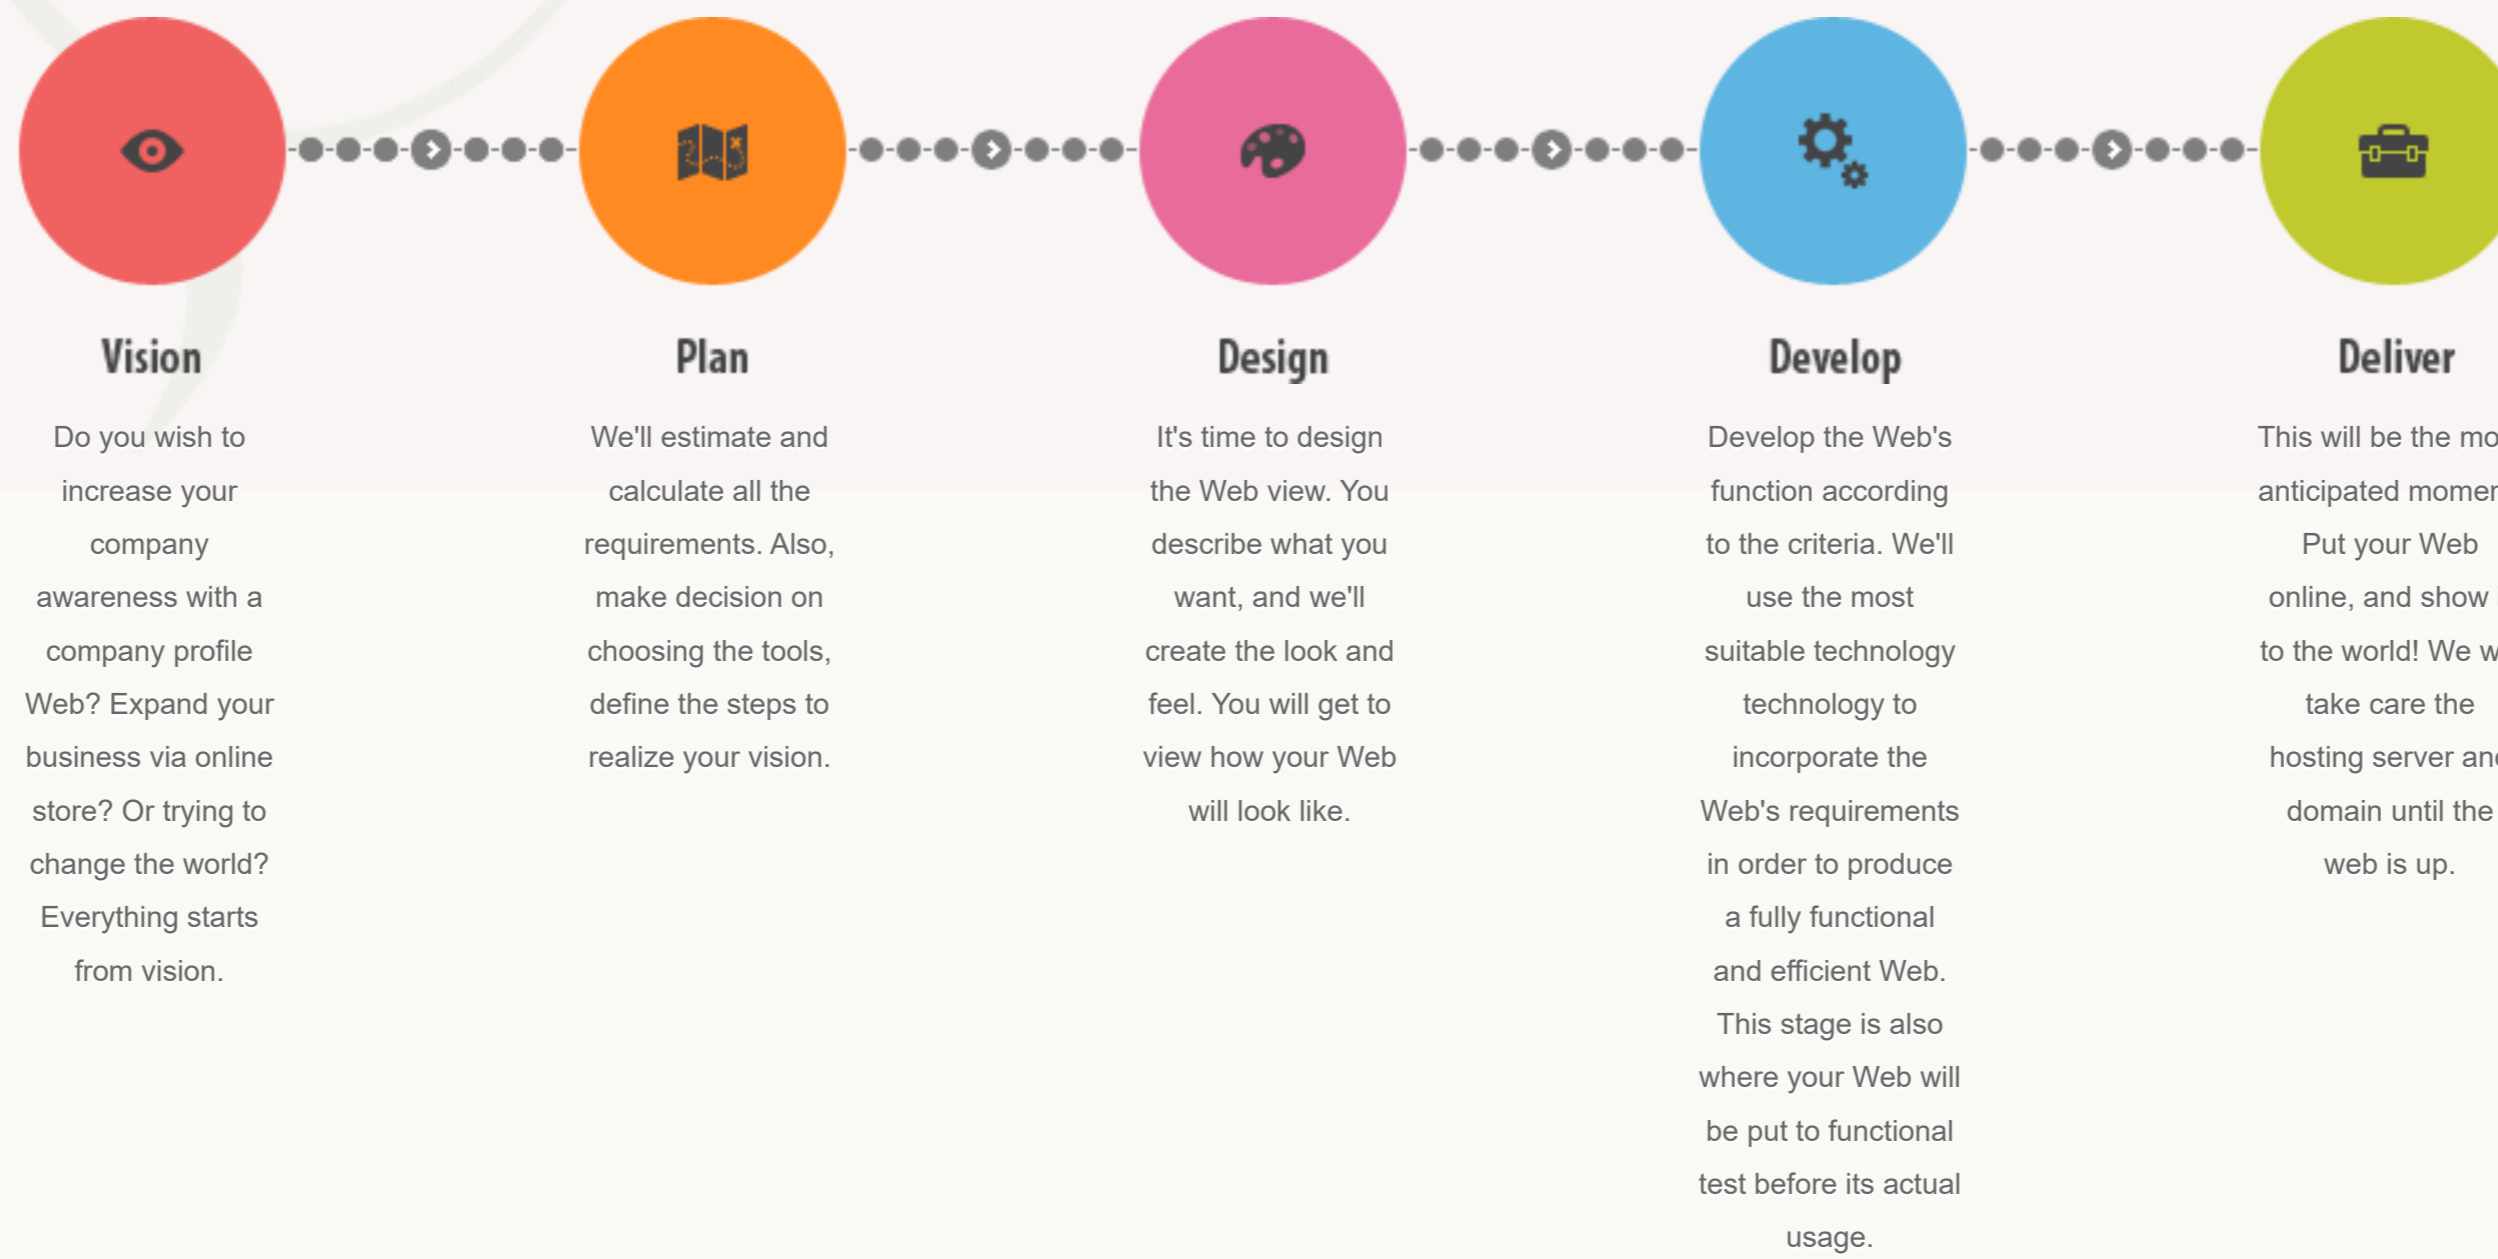 Vision
Do you wish to
increase your
company
awareness with a
company profile
Web? Expand your
business via online
store? Or trying to
change the world?
Everything starts
from vision.
Plan
We'll estimate and
calculate all the
requirements. Also,
make decision on
choosing the tools,
define the steps to
realize your vision.
Design
It's time to design
the Web view. You
describe what you
want, and we'll
create the look and
feel. You will get to
view how your Web
will look like.
Develop
Develop the Web's
function according
to the criteria. We'll
use the most
suitable technology
technology to
incorporate the
Web's requirements
in order to produce
a fully functional
and efficient Web.
This stage is also
where your Web will
be put to functional
test before its actual
usage.
Deliver
This will be the
anticipated
Put your Web
online, and show
to the world! We
take care the
hosting server
domain until the
web is up.